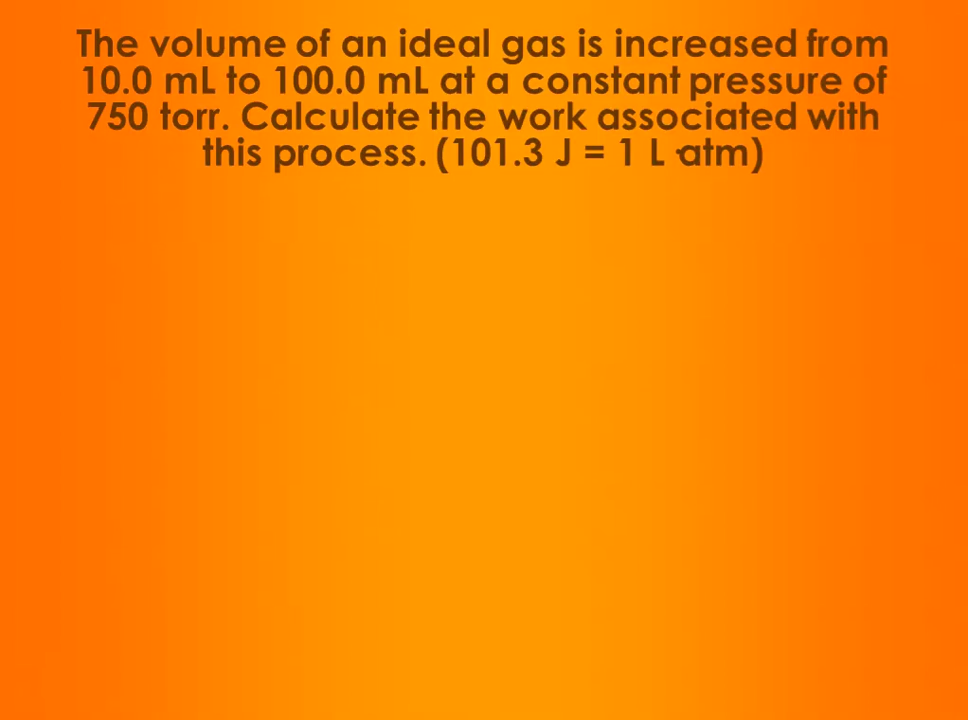 The volume of an ideal gas is increased from
10.0 mL to 100.0 mL at a constant pressure of
750 torr. Calculate the work associated with
this process. (101.3 J = 1 L·atm)